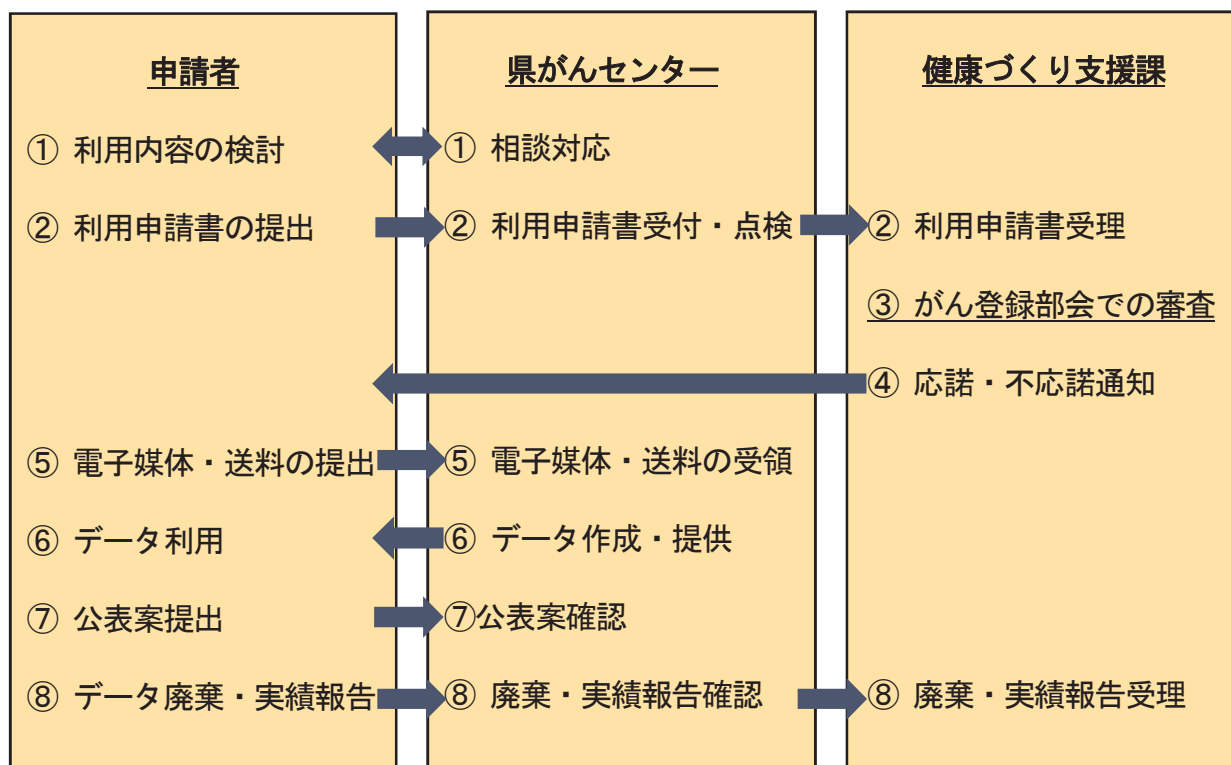 申請者
① 利用内容の検討
② 利用申請書の提出
⑤ 電子媒体・送料の提出
⑥ データ利用
⑦ 公表案提出
⑧ データ廃棄・実績報告
県がんセンター
① 相談対応
② 利用申請書受付・点検
⑤ 電子媒体・送料の受領
⑥ データ作成・提供
⑦公表案確認
⑧ 廃棄・実績報告確認
健康づくり支援課
② 利用申請書受理
③ がん登録部会での審査
④ 応諾・不応諾通知
⑧ 廃棄・実績報告受理